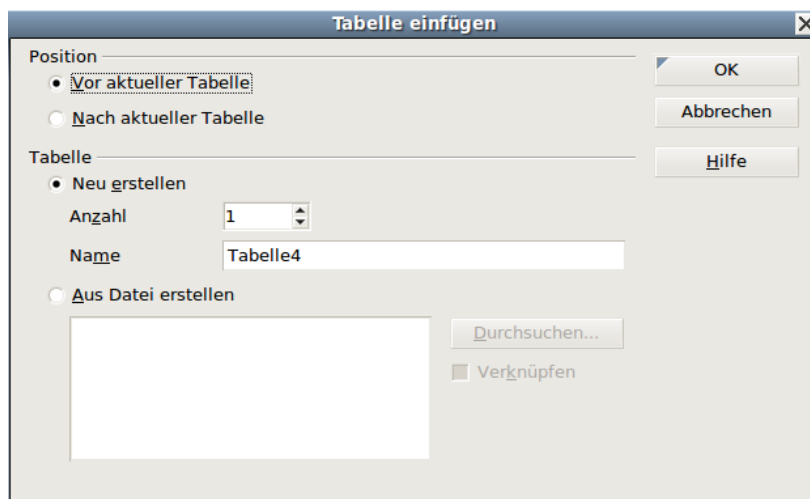 Tabelle einfügen
Position
Vor aktueller Tabelle
OK
Nach aktueller Tabelle
Abbrechen
Tabelle
Hilfe
Neu erstellen
Anzahl
1
Name
Tabelle4
Aus Datei erstellen
Durchsuchen...
Verknüpfen